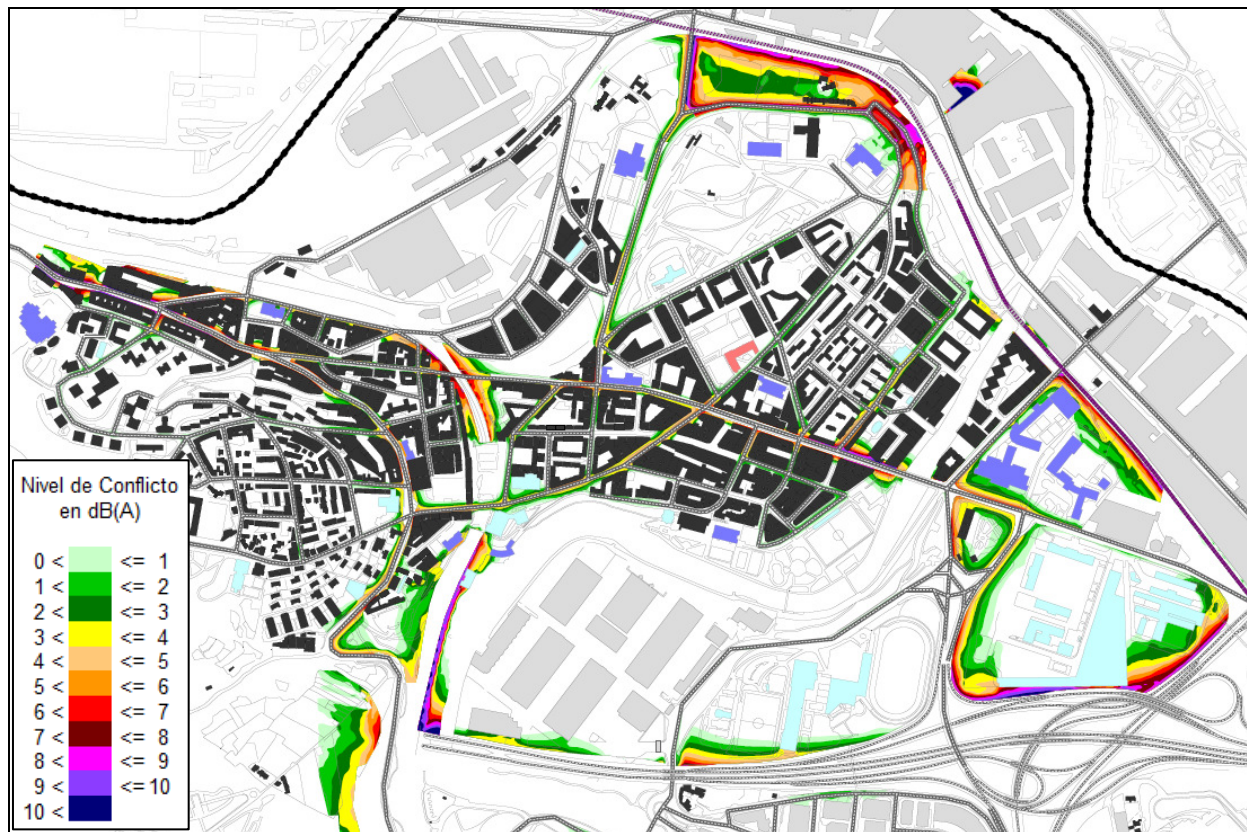 Nivel de Conflicto
en dB(A)
0 < <= 1
1 < <= 2
2 < <= 3
3 < <= 4
4 < <= 5
5 < <= 6
6 < <= 7
7 < <= 8
8 < <= 9
9 < <= 10
10 <